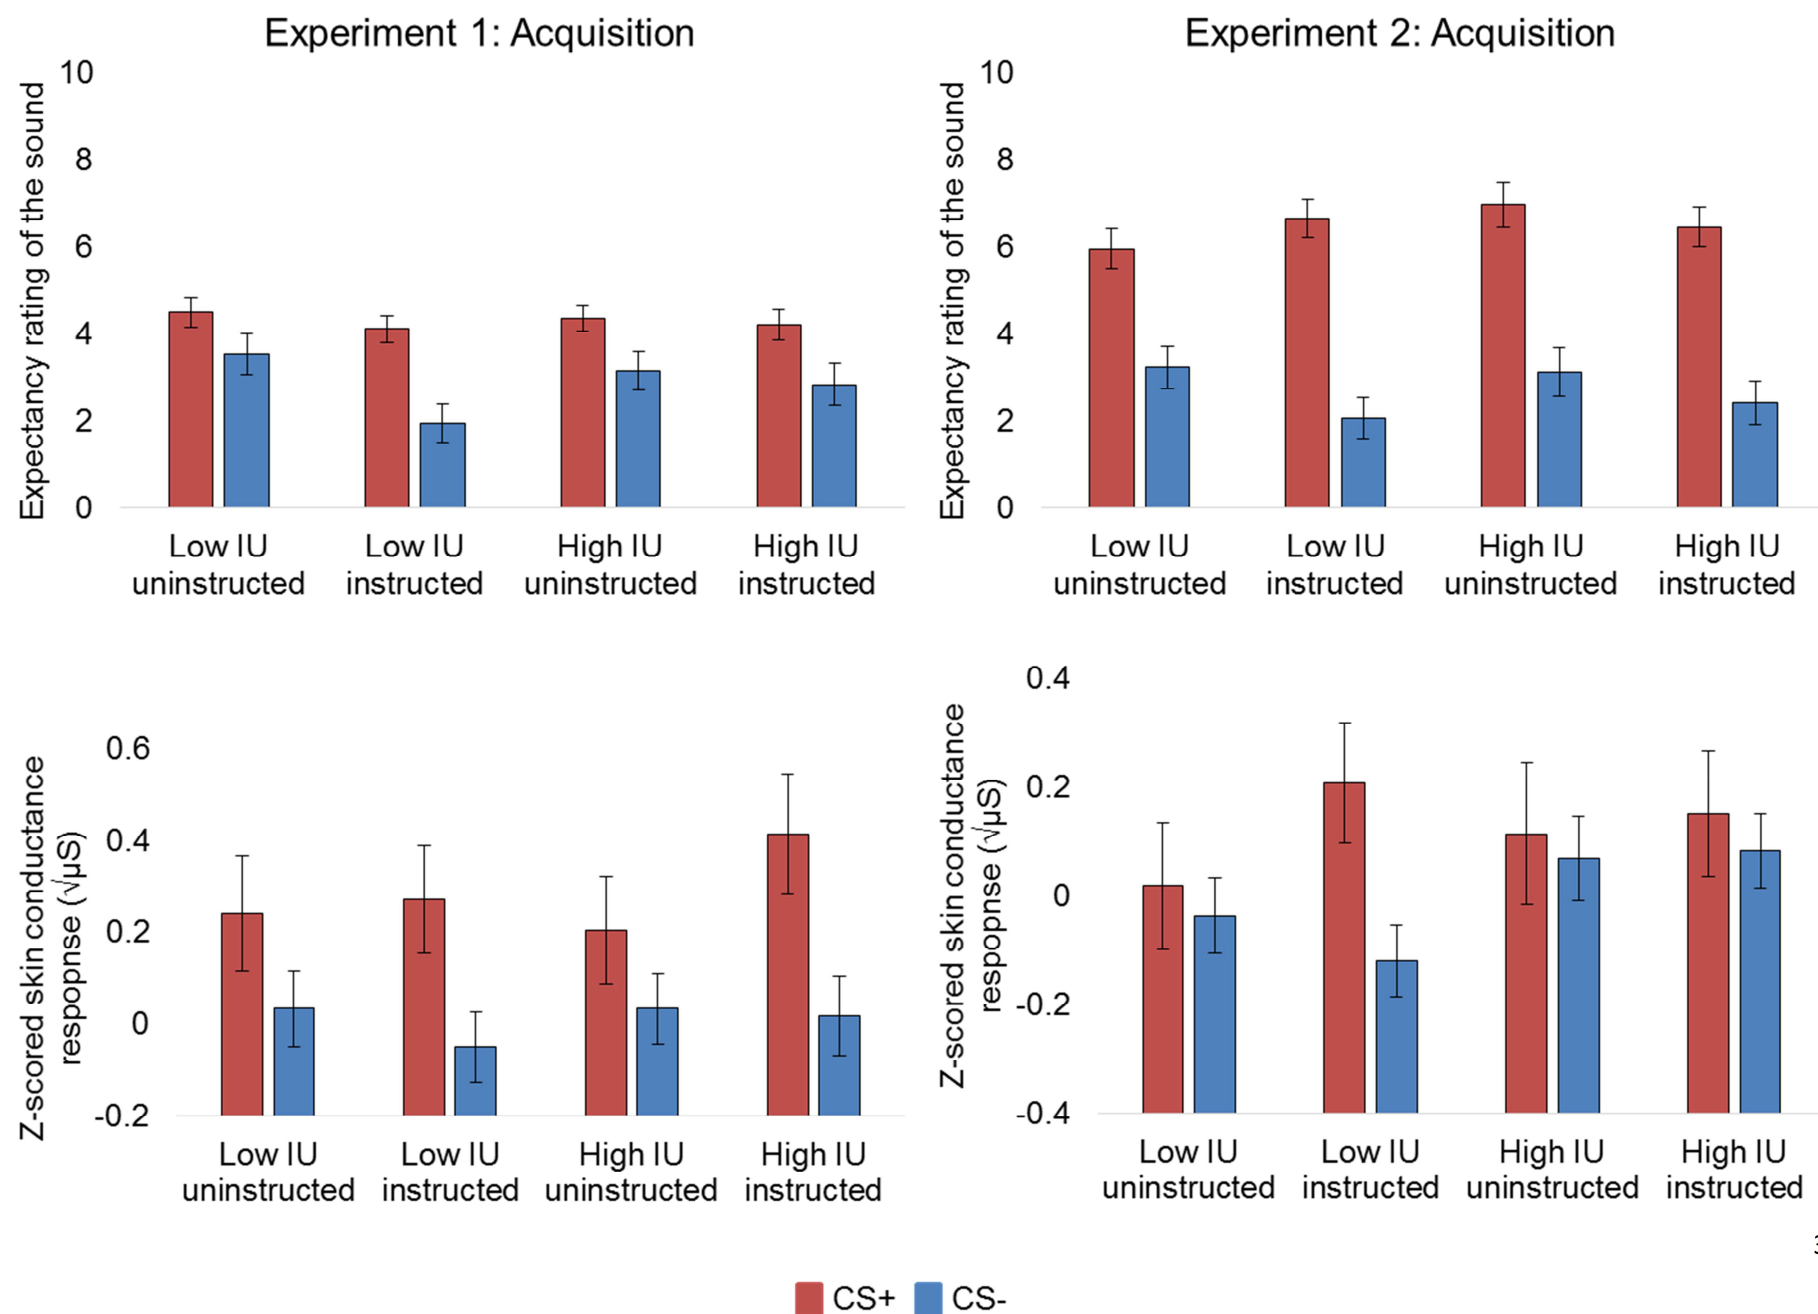 Experiment 1: Acquisition
Expectancy rating of the sound
10
8
6
4
2
0
Low IU
uninstructed
Low IU
instructed
High IU
uninstructed
High IU
instructed
Experiment 2: Acquisition
Expectancy rating of the sound
10
8
6
4
2
0
Low IU
uninstructed
Low IU
instructed
High IU
uninstructed
High IU
instructed
Z-scored skin conductance
respopnse (√µS)
0.6
0.4
0.2
0
-0.2
Low IU
uninstructed
Low IU
instructed
High IU
uninstructed
High IU
instructed
Z-scored skin conductance
respopnse (√µS)
0.4
0.2
0
-0.2
-0.4
Low IU
uninstructed
Low IU
instructed
High IU
uninstructed
High IU
instructed
CS+
CS-